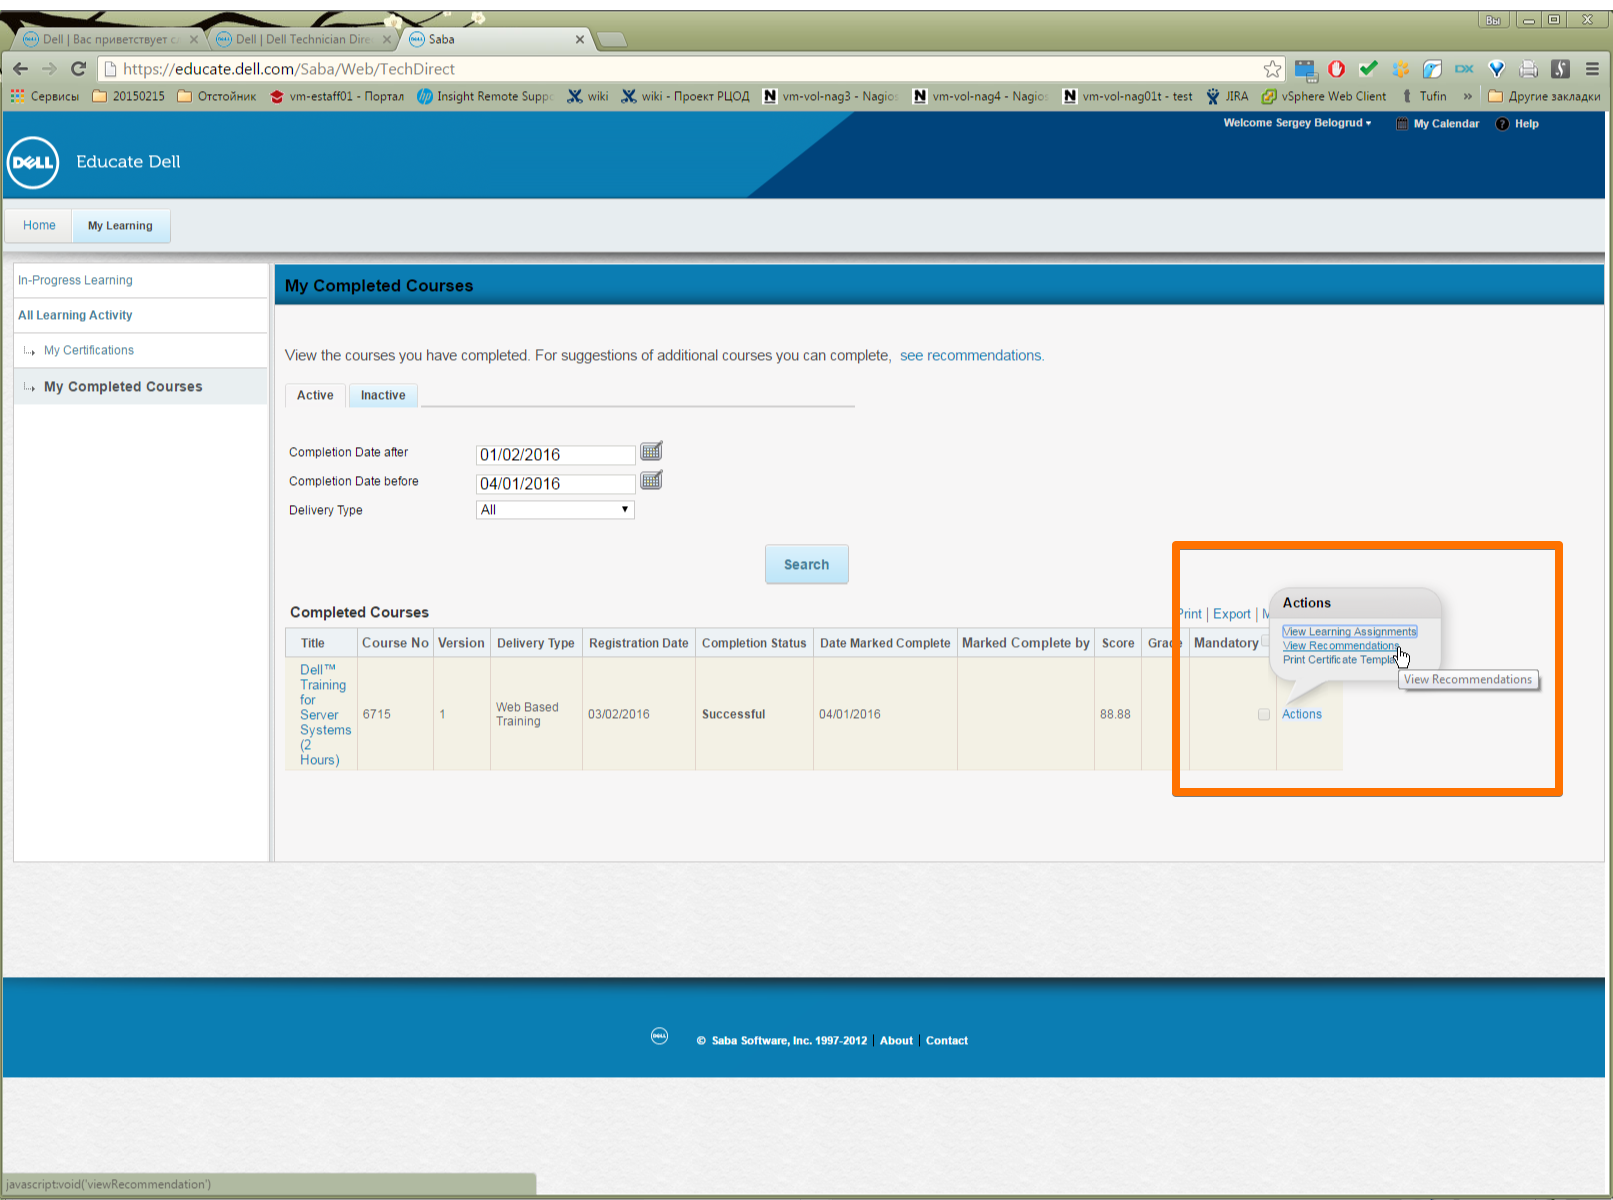 Вы
Dell | Вас приветствует
Dell | Dell Technician Dire
Saba
https://educate.dell.com/Saba/Web/TechDirect
Сервисы 20150215 Отстойник vm-estaff01 - Портал Insight Remote Supp wiki wiki - Проект РЦОД vm-vol-nag3 - Nagios vm-vol-nag4 - Nagios vm-vol-nag01t - test JIRA vSphere Web Client Tufin » Другие закладки
Welcome Sergey Belogrud My Calendar Help
DELL Educate Dell
Home My Learning
In-Progress Learning
All Learning Activity
My Certifications
My Completed Courses
My Completed Courses
View the courses you have completed. For suggestions of additional courses you can complete, see recommendations.
Active Inactive
Completion Date after 01/02/2016
Completion Date before 04/01/2016
Delivery Type All
Search
Completed Courses
Print | Export | M
Actions
View Learning Assignments
View Recommendations
Print Certificate Templa
View Recommendations
Title Course No Version Delivery Type Registration Date Completion Status Date Marked Complete Marked Complete by Score Grade Mandatory
Dell™
Training
for
Server
Systems
(2
Hours)
6715 1 Web Based
Training
03/02/2016 Successful 04/01/2016 88.88 Actions
© Saba Software, Inc. 1997-2012 | About | Contact
javascript:void('viewRecommendation')